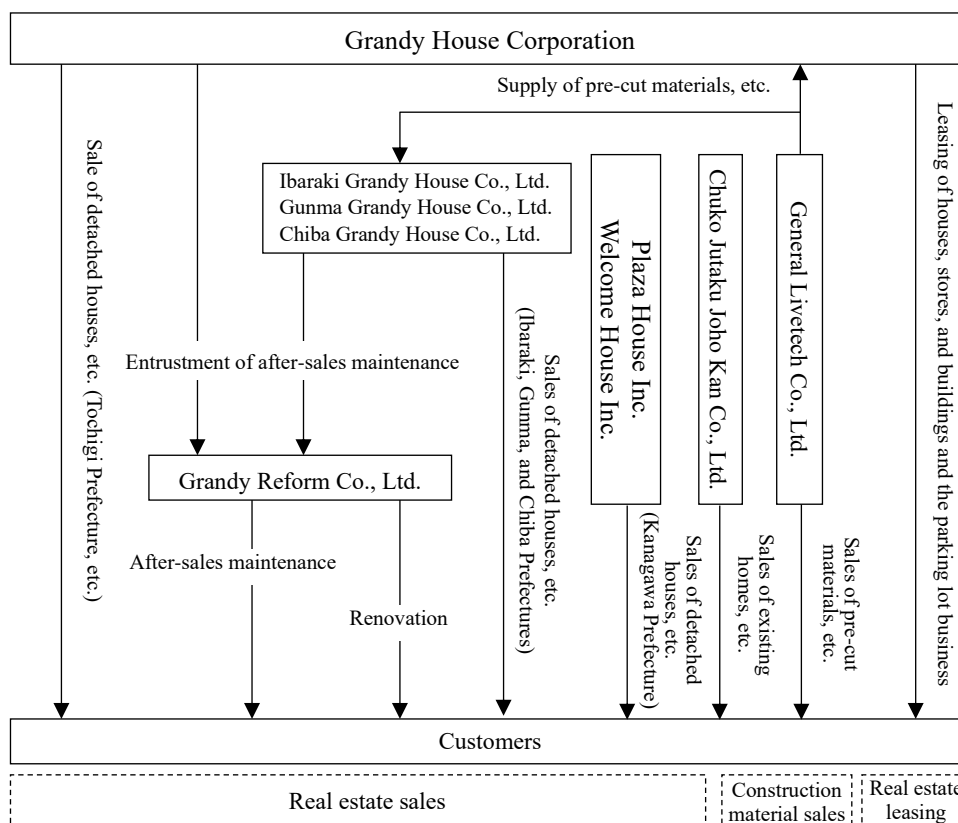 Grandy House Corporation
Supply of pre-cut materials, etc.
Sale of detached houses, etc. (Tochigi Prefecture, etc.)
Ibaraki Grandy House Co., Ltd.
Gunma Grandy House Co., Ltd.
Chiba Grandy House Co., Ltd.
Plaza House Inc.
Welcome House Inc.
Chuko Jutaku Joho Kan Co., Ltd.
General Livetech Co., Ltd.
Leasing of houses, stores, and buildings and the parking lot business
Entrustment of after-sales maintenance
Sales of detached houses, etc.
(Ibaraki, Gunma, and Chiba Prefectures)
Grandy Reform Co., Ltd.
After-sales maintenance
Renovation
Sales of detached
houses, etc.
(Kanagawa Prefecture)
Sales of existing
homes, etc.
Sales of pre-cut
materials, etc.
Customers
Real estate sales
Construction
material sales
Real estate
leasing